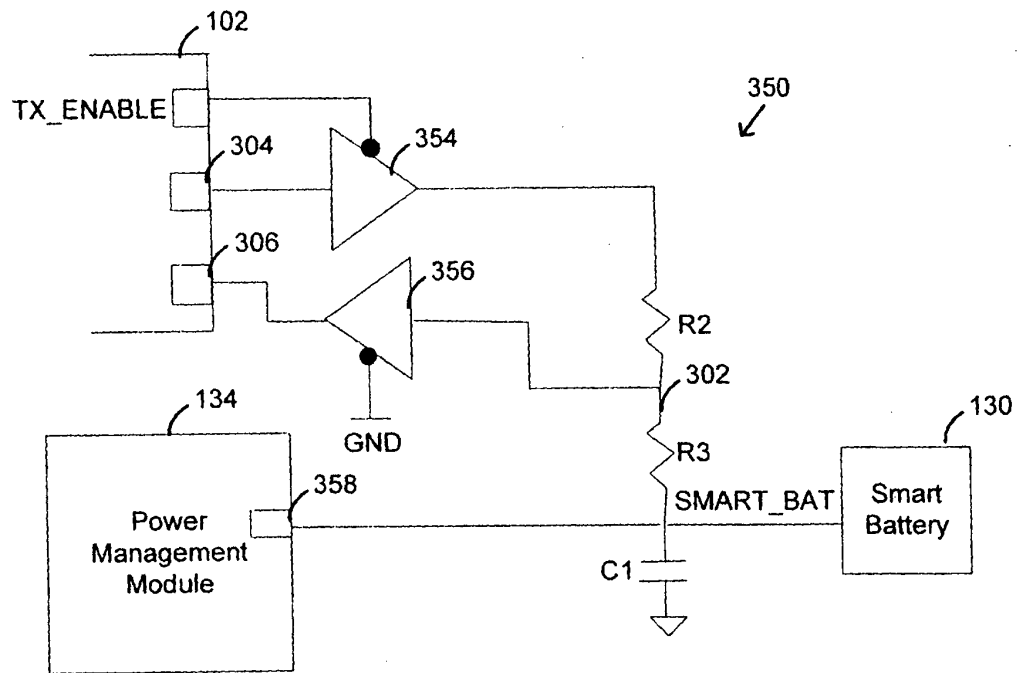 102
TX_ENABLE
350
304
354
306
356
R2
302
134
GND
R3
130
358
SMART_BAT
Smart
Battery
Power
Management
Module
C1